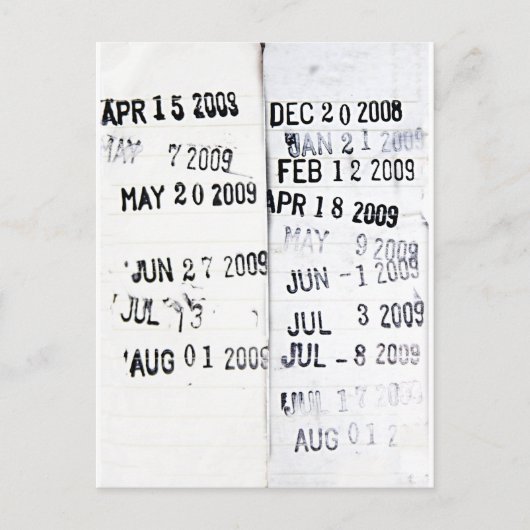 APR 15 2009
MAY 7 2009
MAY 20 2009
JUN 27 2009
JUL 13
AUG 01 2009
DEC 20 2008
JAN 21 2009
FEB 12 2009
APR 18 2009
MAY 9 2009
JUN -1 2009
JUL 3 2009
JUL -8 2009
JUL 17 2009
AUG 01 2